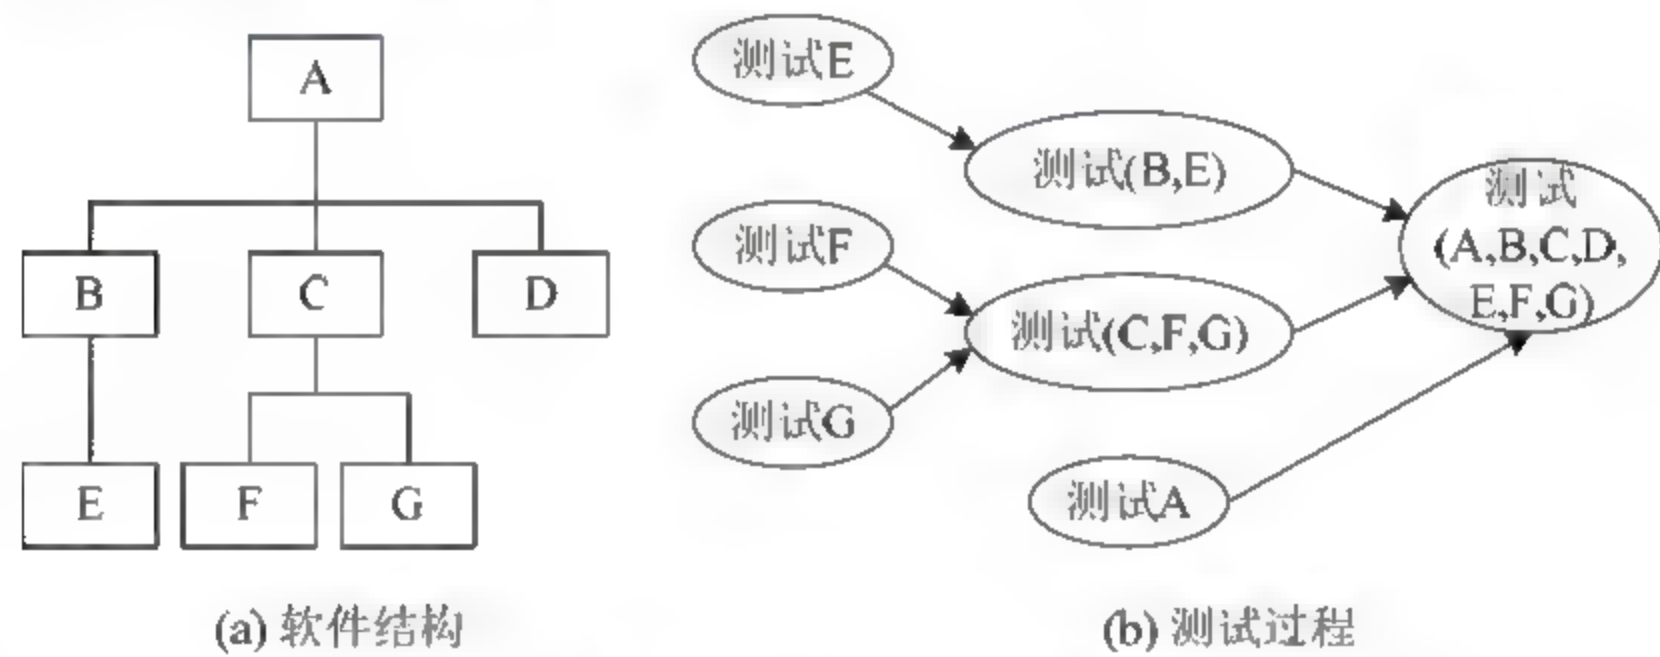 A
B
C
D
E
F
G
(a) 软件结构
测试E
测试F
测试G
测试(B,E)
测试(C,F,G)
测试A
测试
(A,B,C,D,
E,F,G)
(b) 测试过程